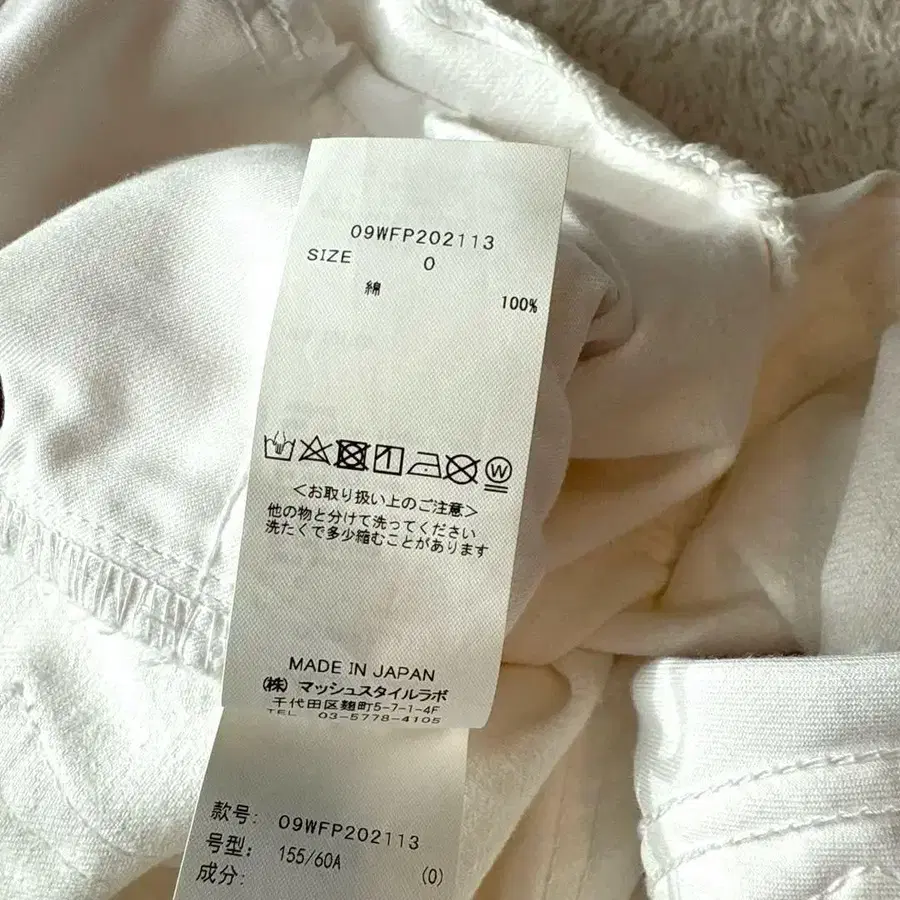 09WFP202113
SIZE 0
綿 100%
W
<お取り扱い上のご注意>
他の物と分けて洗ってください
洗たくで多少縮むことがあります
MADE IN JAPAN
(株) マッシュスタイルラボ
千代田区麹町5-7-1-4F
TEL 03-5778-4105
款号: 09WFP202113
号型: 155/60A (0)
成分: